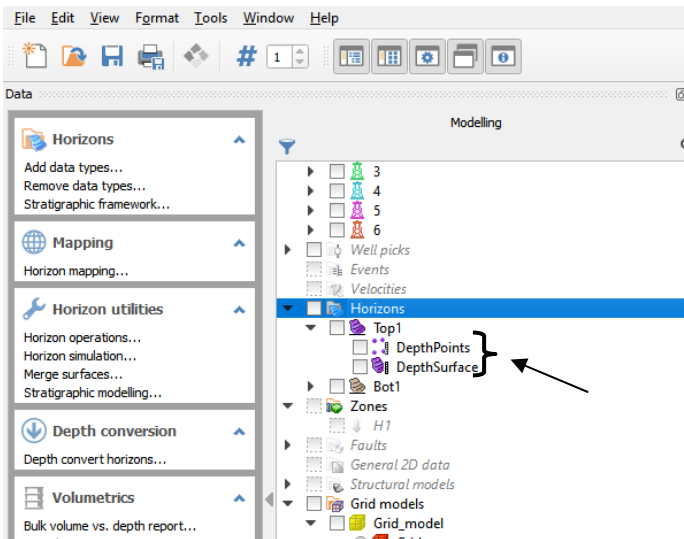 File Edit View Format Tools Window Help
1
Data
Horizons
Add data types...
Remove data types...
Stratigraphic framework...
Mapping
Horizon mapping...
Horizon utilities
Horizon operations...
Horizon simulation...
Merge surfaces...
Stratigraphic modelling...
Depth conversion
Depth convert horizons...
Volumetrics
Bulk volume vs. depth report...
Modelling
3
4
5
6
Well picks
Events
Velocities
Horizons
Top1
DepthPoints
DepthSurface
Bot1
Zones
H1
Faults
General 2D data
Structural models
Grid models
Grid_model